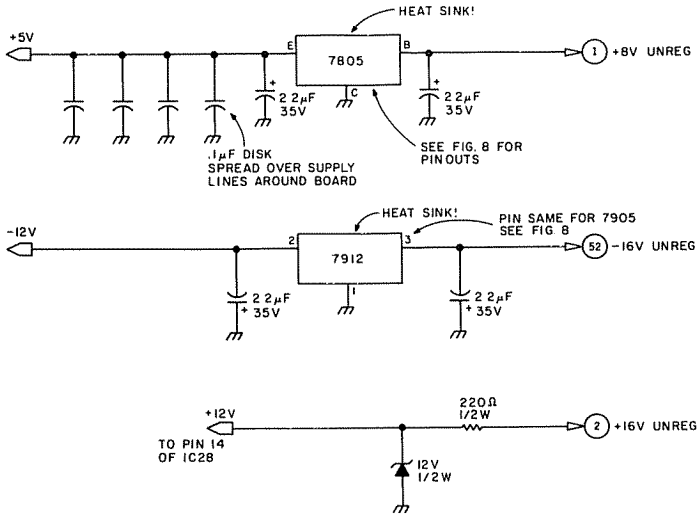 HEAT SINK!
+5V
E
7805
B
1
+8V UNREG
C
+
2 2µF
35V
+
2 2µF
35V
.1µF DISK
SPREAD OVER SUPPLY
LINES AROUND BOARD
SEE FIG. 8 FOR
PINOUTS
HEAT SINK!
PIN SAME FOR 7905
SEE FIG. 8
-12V
2
7912
3
52
-16V UNREG
1
2 2µF
+ 35V
2 2µF
+ 35V
220Ω
1/2W
+12V
2
+16V UNREG
TO PIN 14
OF IC28
12V
1/2W